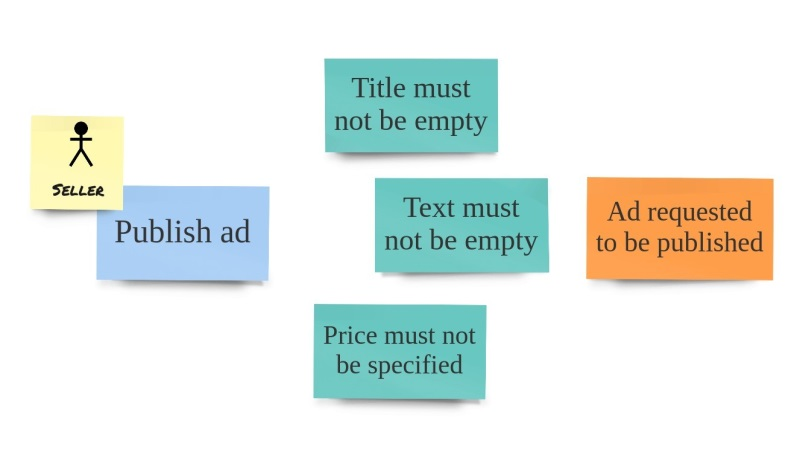 SELLER
Publish ad
Title must
not be empty
Text must
not be empty
Price must not
be specified
Ad requested
to be published